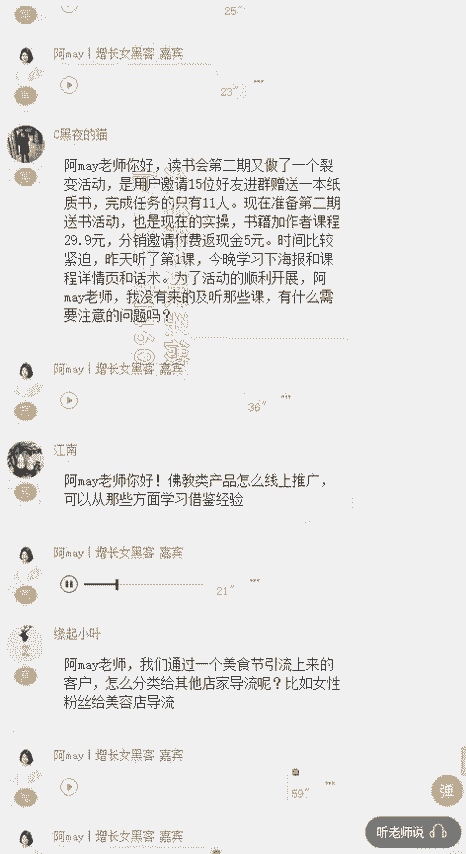 25″
阿may丨增长女黑客 嘉宾
23″
C黑夜的猫
阿may老师你好，读书会第二期又做了一个裂
变活动，是用户邀请15位好友进群赠送一本纸
质书，完成任务的只有11人。现在准备第二期
送书活动，也是现在的实操，书籍加作者课程
29.9元，分销邀请付费返现金5元。时间比较
紧迫，昨天听了第1课，今晚学习下海报和课
程详情页和话术。为了活动的顺利开展，阿
may老师，我没有来的及听那些课，有什么需
要注意的问题吗？
阿may丨增长女黑客 嘉宾
36″
江南
阿may老师你好！佛教类产品怎么线上推广，
可以从那些方面学习借鉴经验
阿may丨增长女黑客 嘉宾
21″
缘起小叶
阿may老师，我们通过一个美食节引流上来的
客户，怎么分类给其他店家导流呢？比如女性
粉丝给美容店导流
阿may丨增长女黑客 嘉宾
59″
弹
听老师说
阿may丨增长女黑客 嘉宾